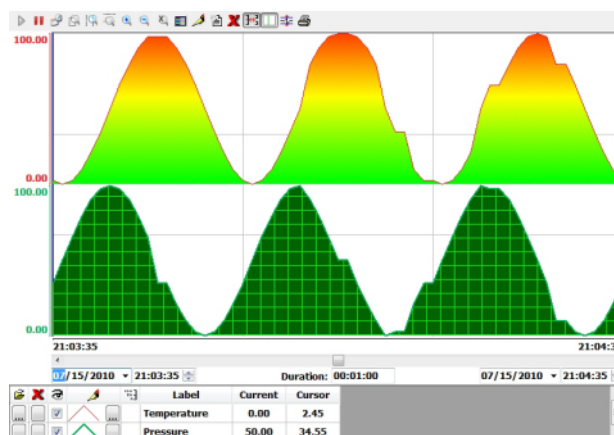 100.00
0.00
100.00
0.00
21:03:35 21:04:3
07/15/2010 21:03:35 Duration: 00:01:00 07/15/2010 21:04:35
Label Current Cursor
Temperature 0.00 2.45
Pressure 50.00 34.55